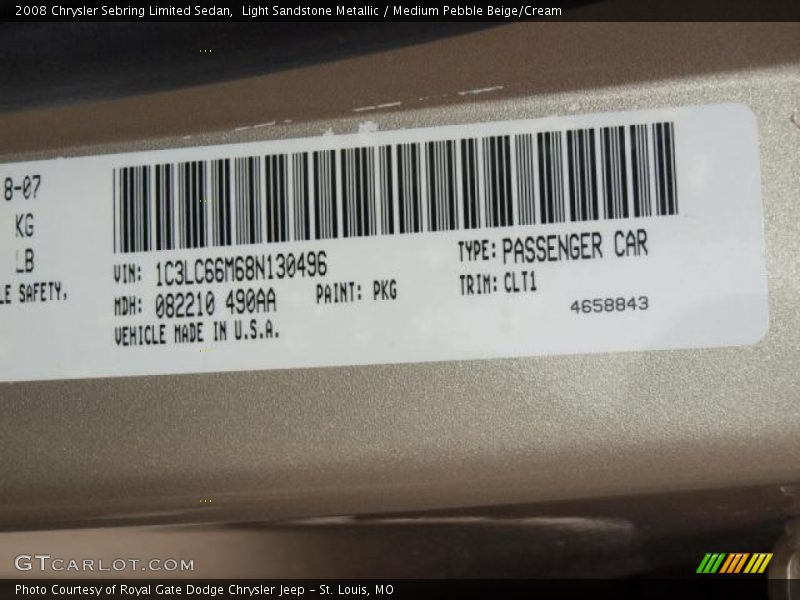 2008 Chrysler Sebring Limited Sedan,  Light Sandstone Metallic / Medium Pebble Beige/Cream
8-07
KG
LB
LE SAFETY,
VIN: 1C3LC66M68N130496
TYPE: PASSENGER CAR
MDH: 082210 490AA
PAINT: PKG
TRIM: CLT1
VEHICLE MADE IN U.S.A.
4658843
GTCARLOT.COM
Photo Courtesy of Royal Gate Dodge Chrysler Jeep - St. Louis, MO